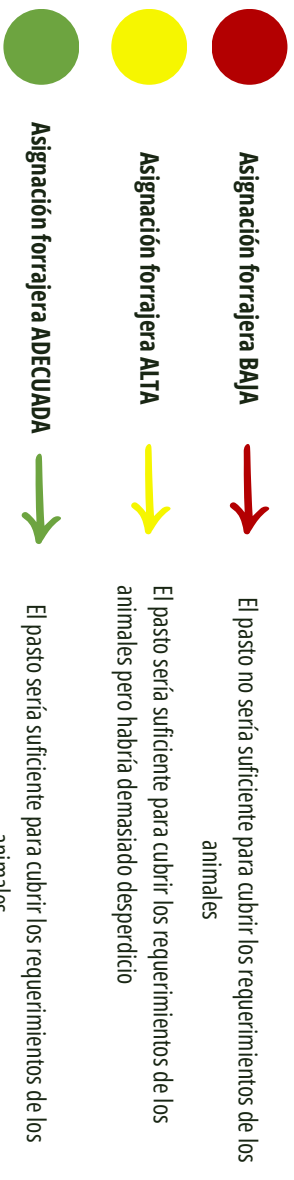 Asignación forrajera BAJA
El pasto no sería suficiente para cubrir los requerimientos de los
animales
Asignación forrajera ALTA
El pasto sería suficiente para cubrir los requerimientos de los
animales pero habría demasiado desperdicio
Asignación forrajera ADECUADA
El pasto sería suficiente para cubrir los requerimientos de los
animales